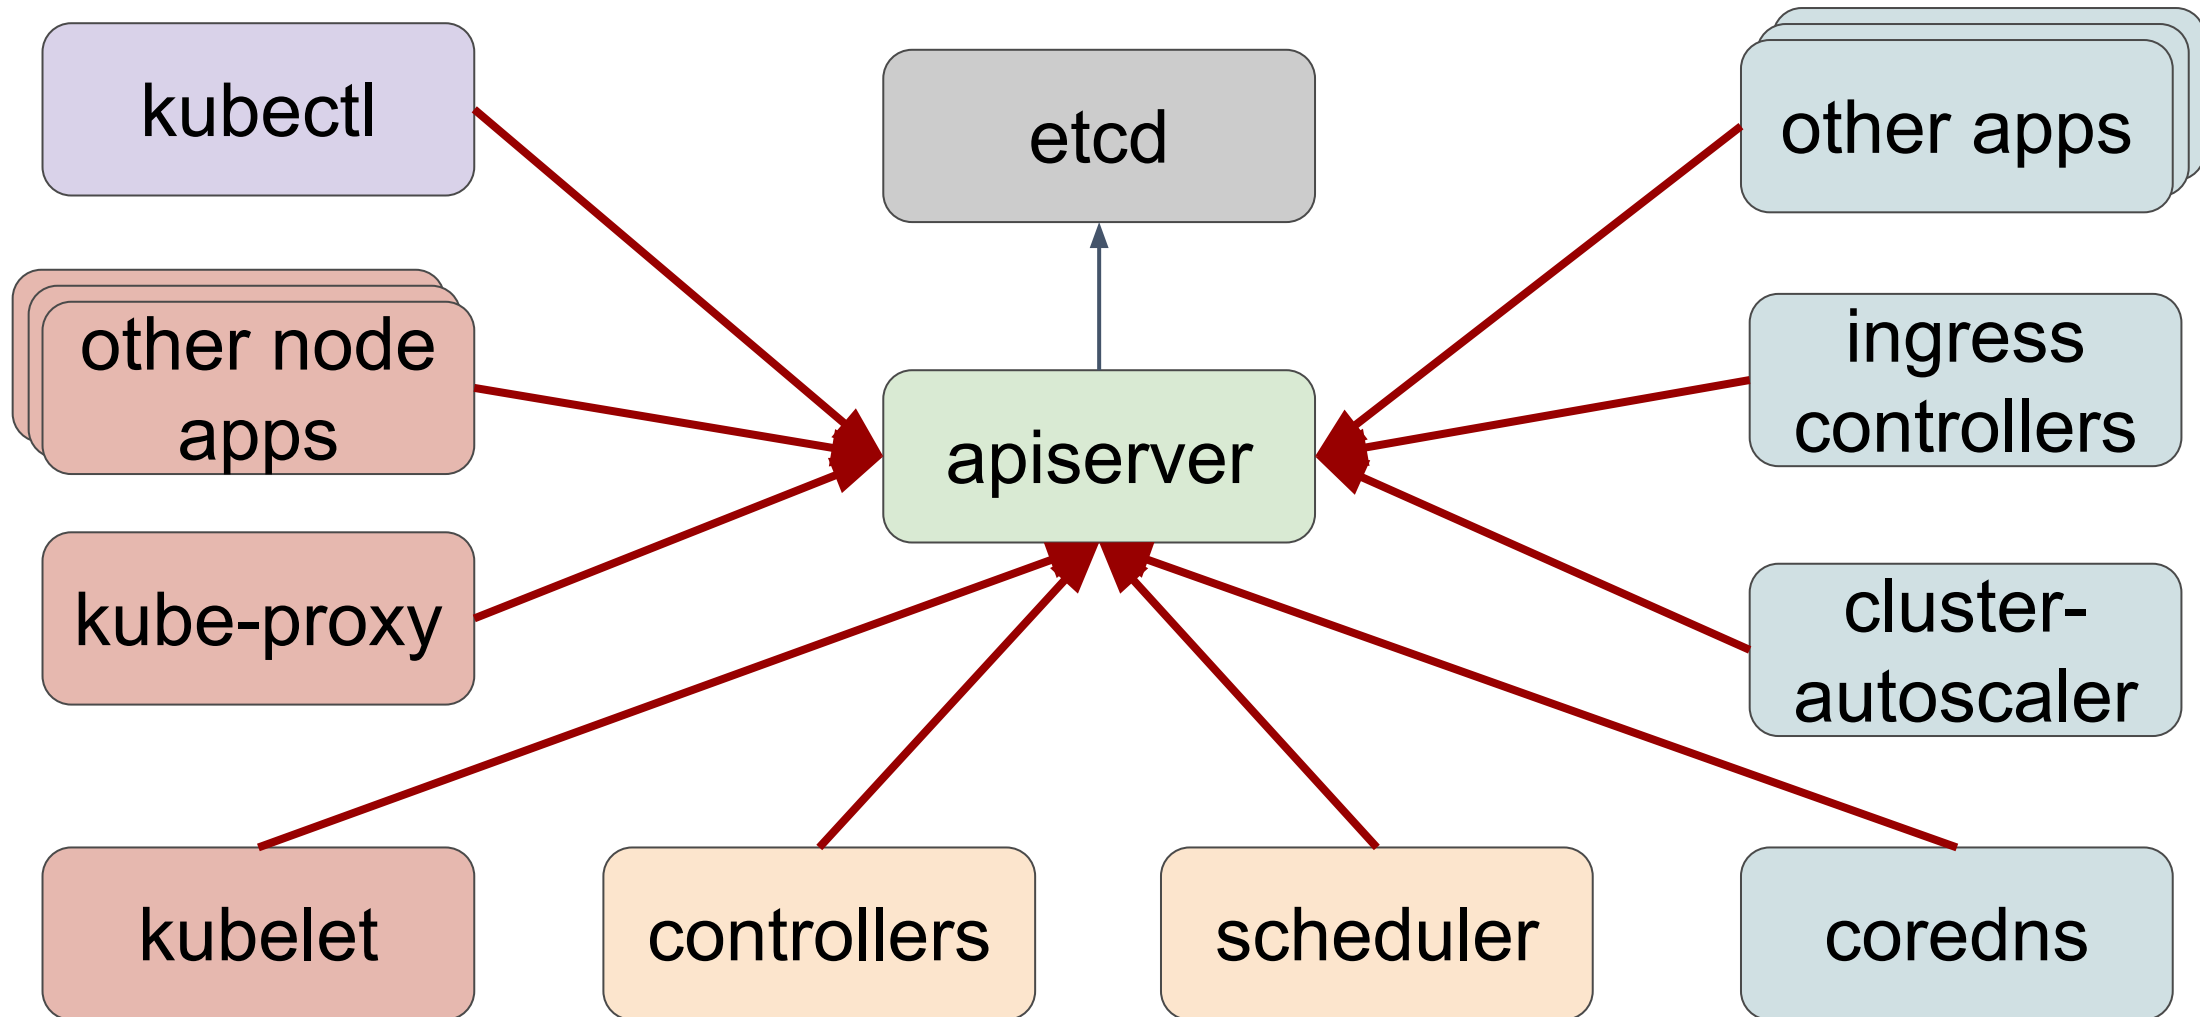 kubectl
etcd
other apps
other node
apps
apiserver
ingress
controllers
kube-proxy
cluster-
autoscaler
kubelet
controllers
scheduler
coredns